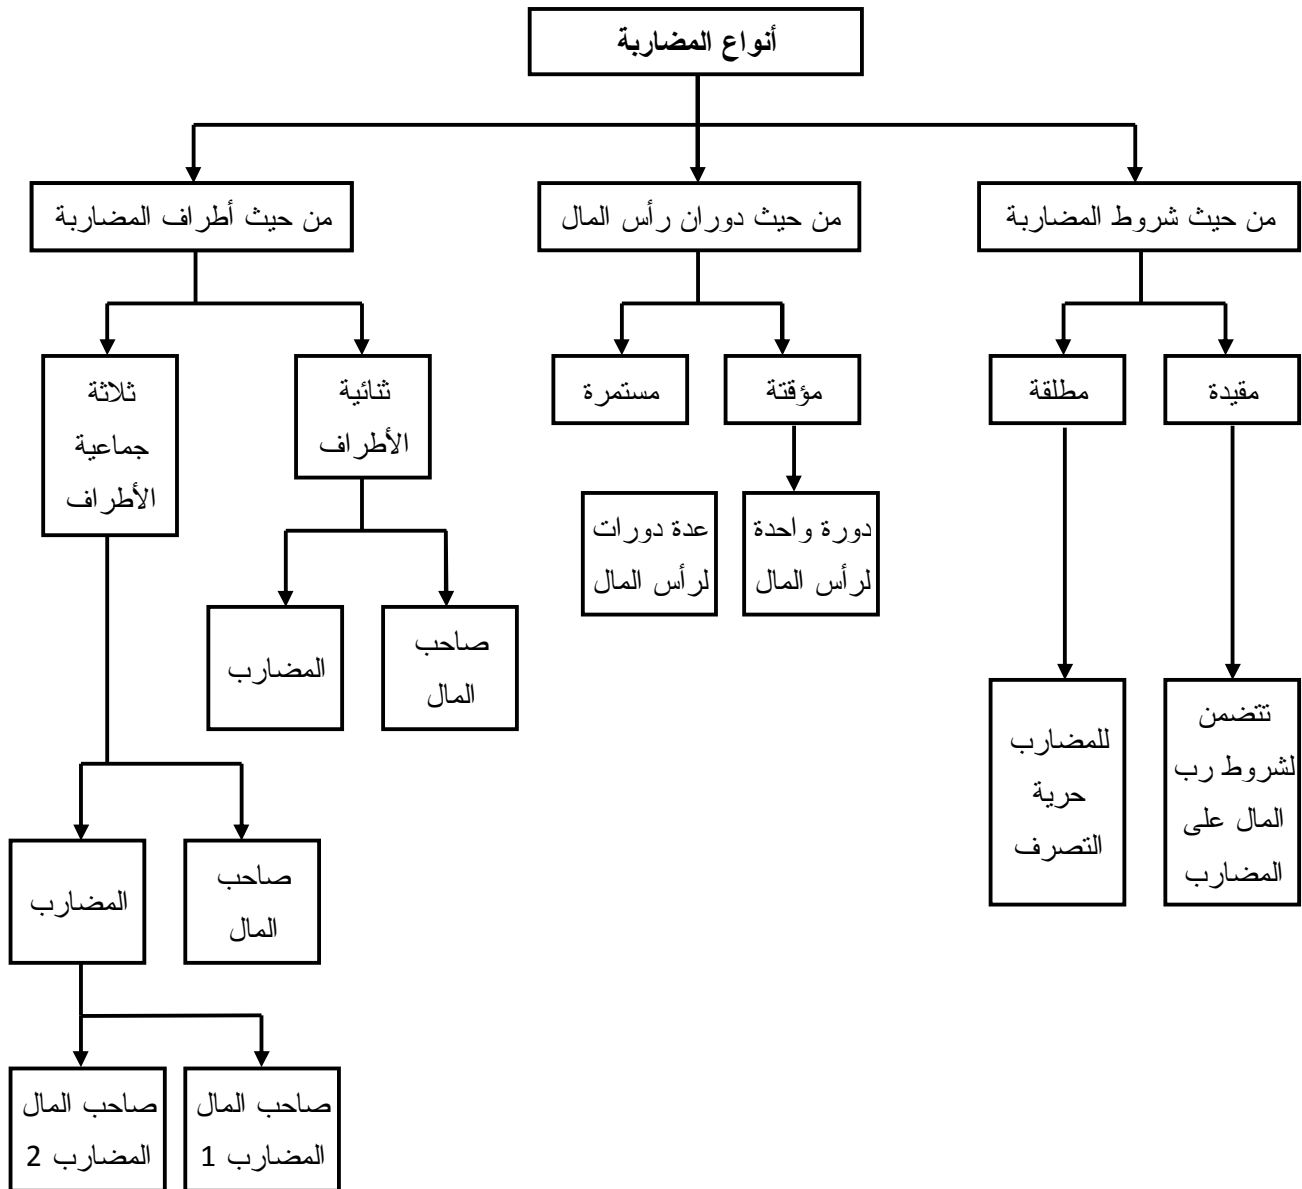 أنواع المضاربة
من حيث شروط المضاربة
من حيث دوران رأس المال
من حيث أطراف المضاربة
مقيدة
مطلقة
مؤقتة
مستمرة
ثنائية
الأطراف
ثلاثة
جماعية
الأطراف
دورة واحدة
لرأس المال
عدة دورات
لرأس المال
صاحب
المال
المضارب
تتضمن
لشروط رب
المال على
المضارب
للمضارب
حرية
التصرف
صاحب
المال
المضارب
صاحب المال
المضارب 1
صاحب المال
المضارب 2